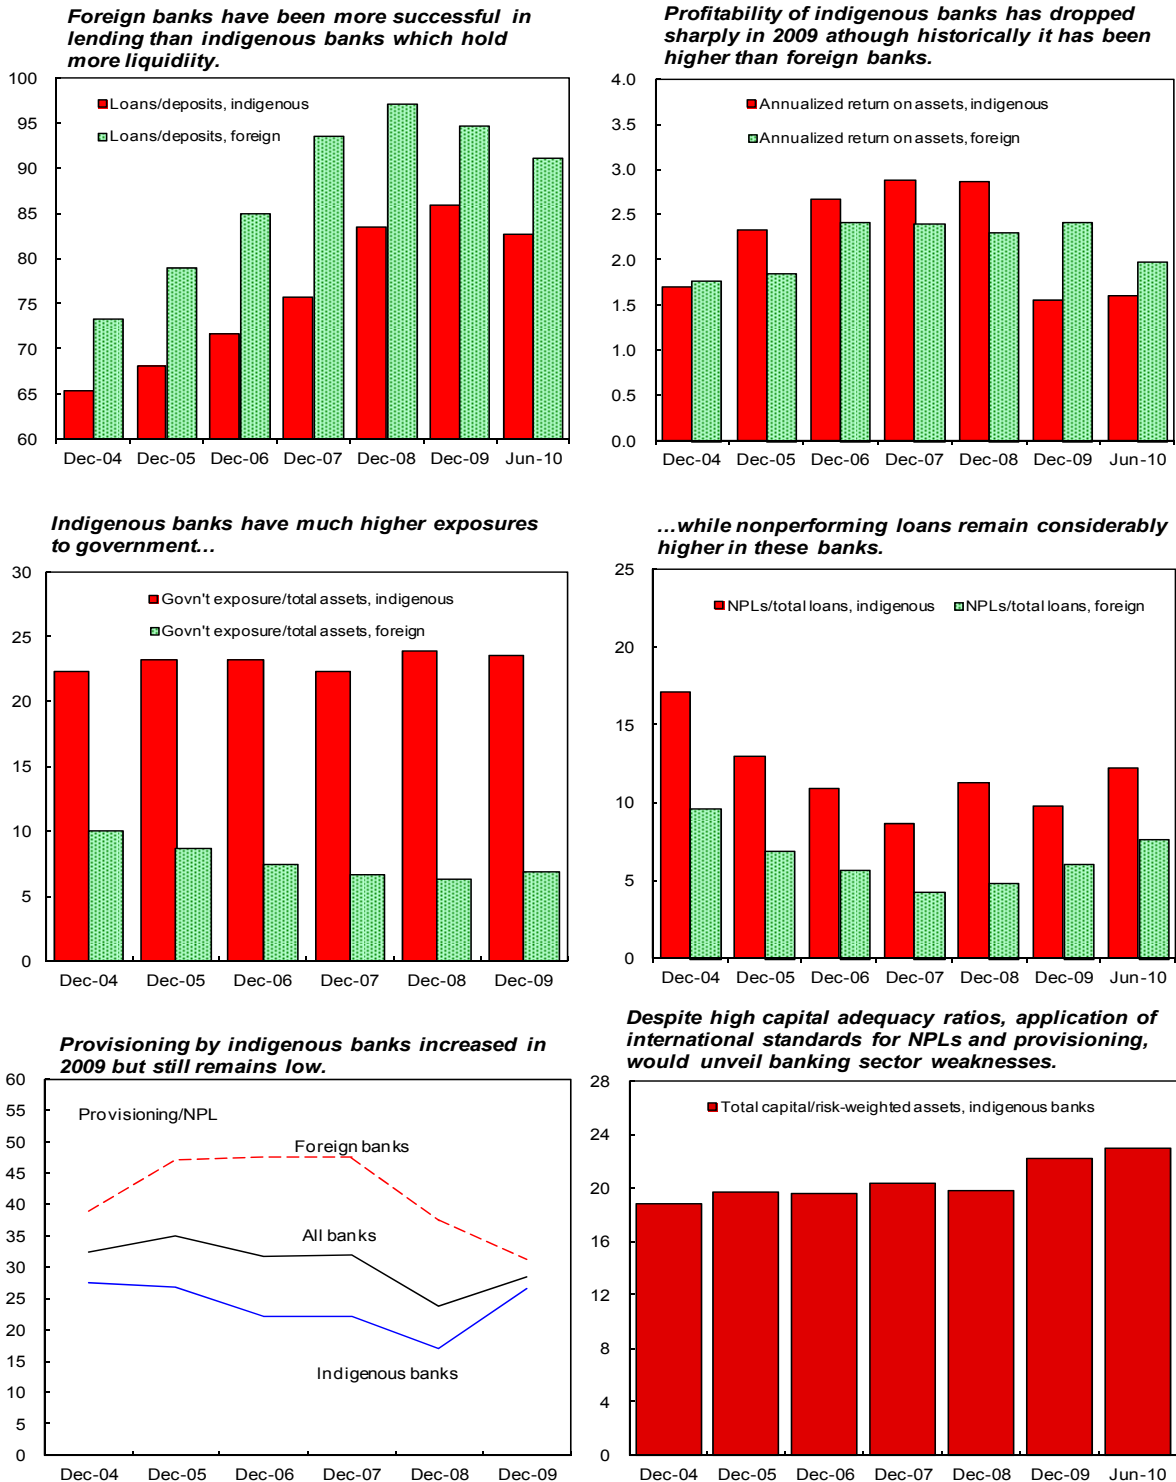 Foreign banks have been more successful in
lending than indigenous banks which hold
more liquidiity.
100
95
90
85
80
75
70
65
60
Loans/deposits, indigenous
Loans/deposits, foreign
Dec-04 Dec-05 Dec-06 Dec-07 Dec-08 Dec-09 Jun-10
Profitability of indigenous banks has dropped
sharply in 2009 athough historically it has been
higher than foreign banks.
4.0
3.5
3.0
2.5
2.0
1.5
1.0
0.5
0.0
Annualized return on assets, indigenous
Annualized return on assets, foreign
Dec-04 Dec-05 Dec-06 Dec-07 Dec-08 Dec-09 Jun-10
Indigenous banks have much higher exposures
to government…
30
25
20
15
10
5
0
Govn't exposure/total assets, indigenous
Govn't exposure/total assets, foreign
Dec-04 Dec-05 Dec-06 Dec-07 Dec-08 Dec-09
…while nonperforming loans remain considerably
higher in these banks.
25
20
15
10
5
0
NPLs/total loans, indigenous NPLs/total loans, foreign
Dec-04 Dec-05 Dec-06 Dec-07 Dec-08 Dec-09 Jun-10
Provisioning by indigenous banks increased in
2009 but still remains low.
60
55
50
45
40
35
30
25
20
15
10
5
0
Provisioning/NPL
Foreign banks
All banks
Indigenous banks
Dec-04 Dec-05 Dec-06 Dec-07 Dec-08 Dec-09
Despite high capital adequacy ratios, application of
international standards for NPLs and provisioning,
would unveil banking sector weaknesses.
28
24
20
16
12
8
4
0
Total capital/risk-weighted assets, indigenous banks
Dec-04 Dec-05 Dec-06 Dec-07 Dec-08 Dec-09 Jun-10